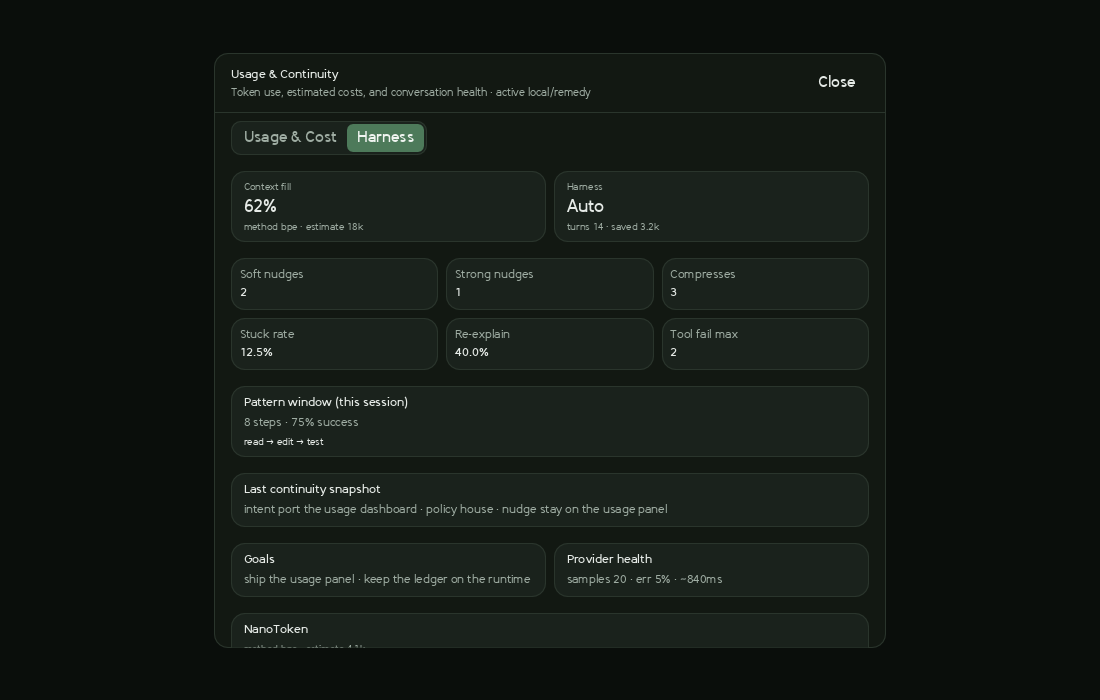 Usage & Continuity
Token use, estimated costs, and conversation health · active local/remedy
Close
Usage & Cost
Harness
Context fill
62%
method bpe · estimate 18k
Harness
Auto
turns 14 · saved 3.2k
Soft nudges
2
Strong nudges
1
Compresses
3
Stuck rate
12.5%
Re-explain
40.0%
Tool fail max
2
Pattern window (this session)
8 steps · 75% success
read → edit → test
Last continuity snapshot
intent port the usage dashboard · policy house · nudge stay on the usage panel
Goals
ship the usage panel · keep the ledger on the runtime
Provider health
samples 20 · err 5% · ~840ms
NanoToken
method bpe · estimate